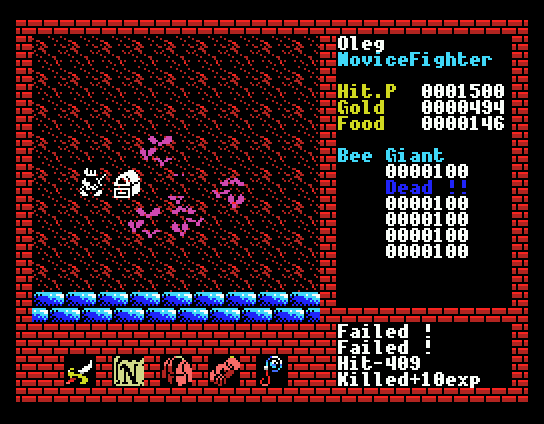 Oleg
NoviceFighter
Hit.P 0001500
Gold 0000494
Food 0000146
Bee Giant
0000100
Dead !!
0000100
0000100
0000100
0000100
Failed !
Failed !
Hit-409
Killed+10exp
N